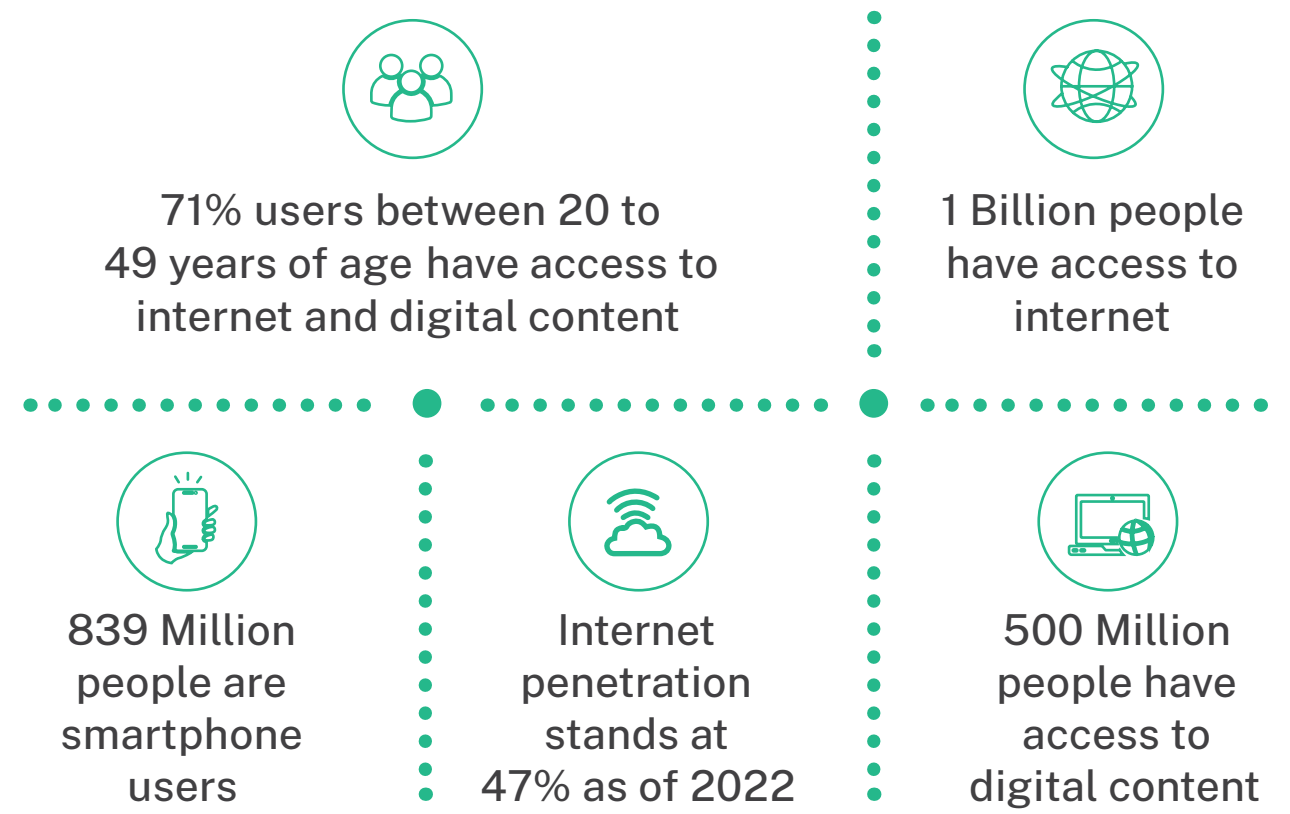 71% users between 20 to
49 years of age have access to
internet and digital content
1 Billion people
have access to
internet
839 Million
people are
smartphone
users
Internet
penetration
stands at
47% as of 2022
500 Million
people have
access to
digital content